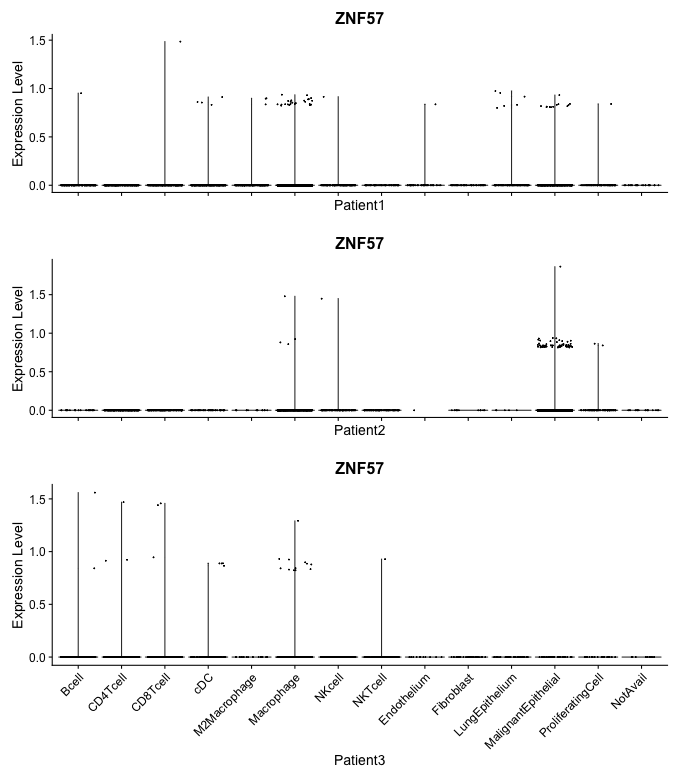 ZNF57
Expression Level
1.5
1.0
0.5
0.0
Patient1
ZNF57
Expression Level
1.5
1.0
0.5
0.0
Patient2
ZNF57
Expression Level
1.5
1.0
0.5
0.0
Bcell
CD4Tcell
CD8Tcell
cDC
M2Macrophage
Macrophage
NKcell
NKTcell
Endothelium
Fibroblast
LungEpithelium
MalignantEpithelial
ProliferatingCell
NotAvail
Patient3